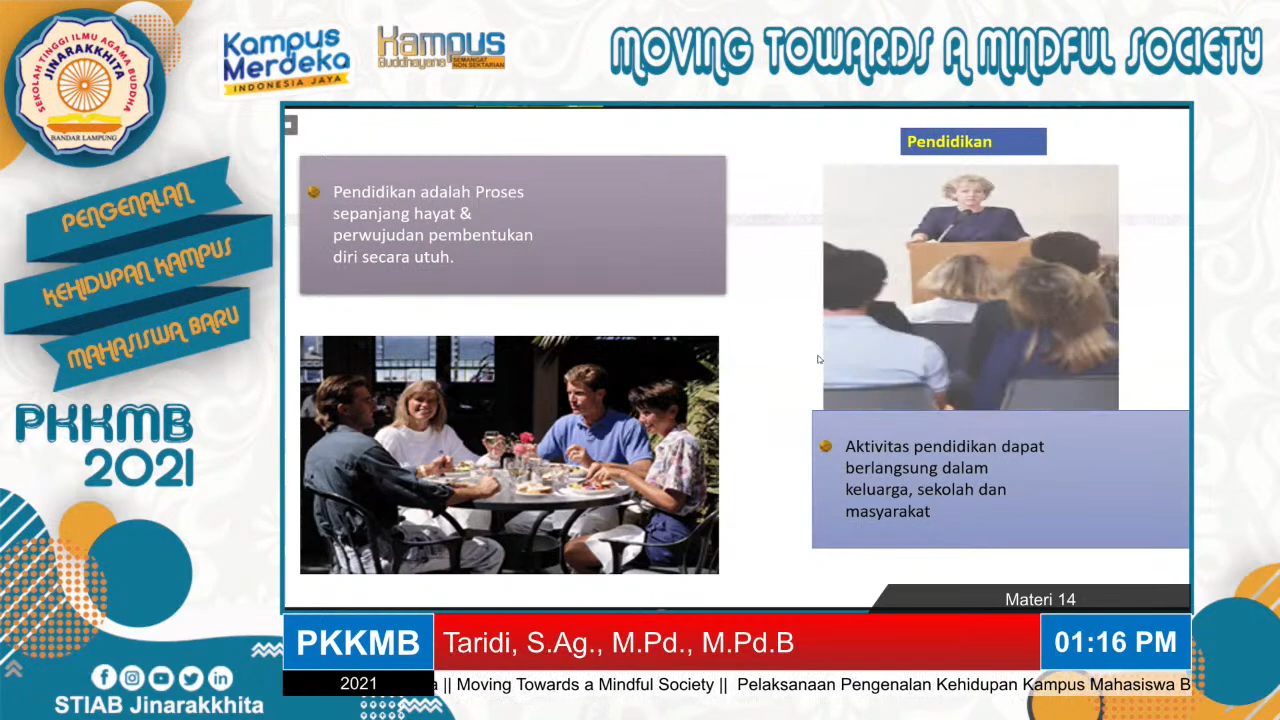 SEKOLAH TINGGI ILMU AGAMA BUDDHA
JINARAKKHITA
BANDAR LAMPUNG
Kampus
Merdeka
INDONESIA JAYA
Kampus
Buddhayana
SEMANGAT
NON SEKTARIAN
MOVING TOWARDS A MINDFUL SOCIETY
PENGENALAN
KEHIDUPAN KAMPUS
MAHASISWA BARU
PKKMB
2021
Pendidikan
Pendidikan adalah Proses
sepanjang hayat &
perwujudan pembentukan
diri secara utuh.
Aktivitas pendidikan dapat
berlangsung dalam
keluarga, sekolah dan
masyarakat
Materi 14
PKKMB
Taridi, S.Ag., M.Pd., M.Pd.B
01:16 PM
2021
a || Moving Towards a Mindful Society || Pelaksanaan Pengenalan Kehidupan Kampus Mahasiswa B
STIAB Jinarakkhita